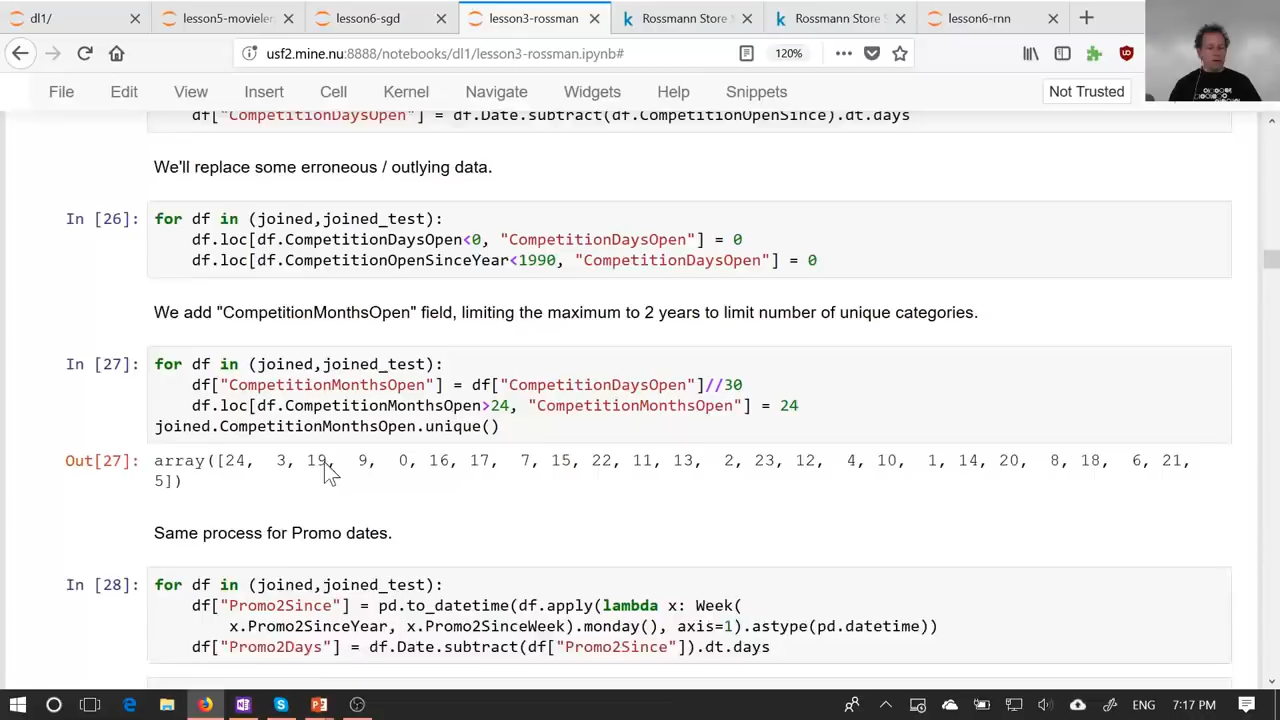 dl1/
lesson5-movieler
lesson6-sgd
lesson3-rossman
Rossmann Store
Rossmann Store
lesson6-rnn
usf2.mine.nu:8888/notebooks/dl1/lesson3-rossman.ipynb#
120%
File Edit View Insert Cell Kernel Navigate Widgets Help Snippets
Not Trusted
df["CompetitionDaysOpen"] = df.Date.subtract(df.CompetitionOpenSince).dt.days
We'll replace some erroneous / outlying data.
In [26]: for df in (joined,joined_test):
df.loc[df.CompetitionDaysOpen<0, "CompetitionDaysOpen"] = 0
df.loc[df.CompetitionOpenSinceYear<1990, "CompetitionDaysOpen"] = 0
We add "CompetitionMonthsOpen" field, limiting the maximum to 2 years to limit number of unique categories.
In [27]: for df in (joined,joined_test):
df["CompetitionMonthsOpen"] = df["CompetitionDaysOpen"]//30
df.loc[df.CompetitionMonthsOpen>24, "CompetitionMonthsOpen"] = 24
joined.CompetitionMonthsOpen.unique()
Out[27]: array([24, 3, 19, 9, 0, 16, 17, 7, 15, 22, 11, 13, 2, 23, 12, 4, 10, 1, 14, 20, 8, 18, 6, 21,
5])
Same process for Promo dates.
In [28]: for df in (joined,joined_test):
df["Promo2Since"] = pd.to_datetime(df.apply(lambda x: Week(
x.Promo2SinceYear, x.Promo2SinceWeek).monday(), axis=1).astype(pd.datetime))
df["Promo2Days"] = df.Date.subtract(df["Promo2Since"]).dt.days
ENG
7:17 PM